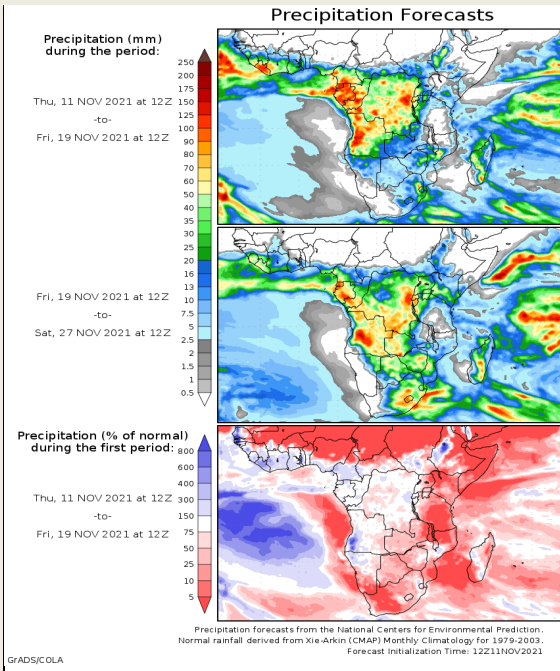 Precipitation Forecasts
Precipitation (mm)
during the period:
Thu, 11 NOV 2021 at 12Z
-to-
Fri, 19 NOV 2021 at 12Z
250
200
175
150
125
100
90
80
70
60
50
40
35
30
25
20
16
13
10
7.5
5
2.5
2
1.5
1
0.5
Fri, 19 NOV 2021 at 12Z
-to-
Sat, 27 NOV 2021 at 12Z
Precipitation (% of normal)
during the first period:
Thu, 11 NOV 2021 at 12Z
-to-
Fri, 19 NOV 2021 at 12Z
800
600
400
300
150
75
50
25
10
5
Precipitation forecasts from the National Centers for Environmental Prediction.
Normal rainfall derived from Xie-Arkin (CMAP) Monthly Climatology for 1979-2003.
Forecast Initialization Time: 12Z11NOV2021
GrADS/COLA